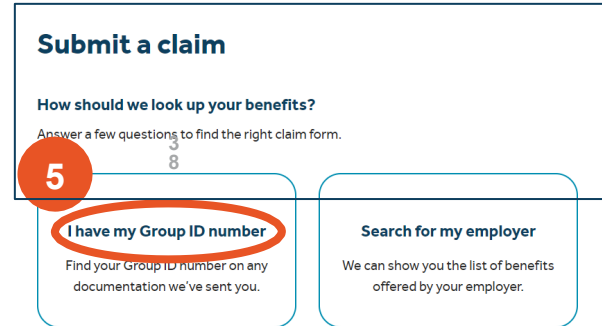 Submit a claim
How should we look up your benefits?
Answer a few questions to find the right claim form.
3
8
5
I have my Group ID number
Find your Group ID number on any
documentation we've sent you.
Search for my employer
We can show you the list of benefits
offered by your employer.